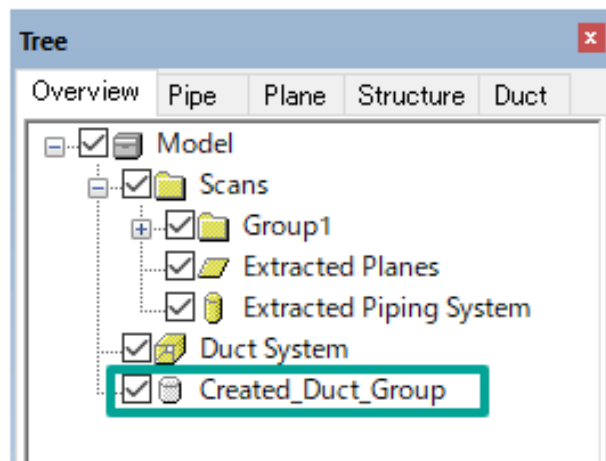 Tree
Overview Pipe Plane Structure Duct
Model
Scans
Group1
Extracted Planes
Extracted Piping System
Duct System
Created_Duct_Group